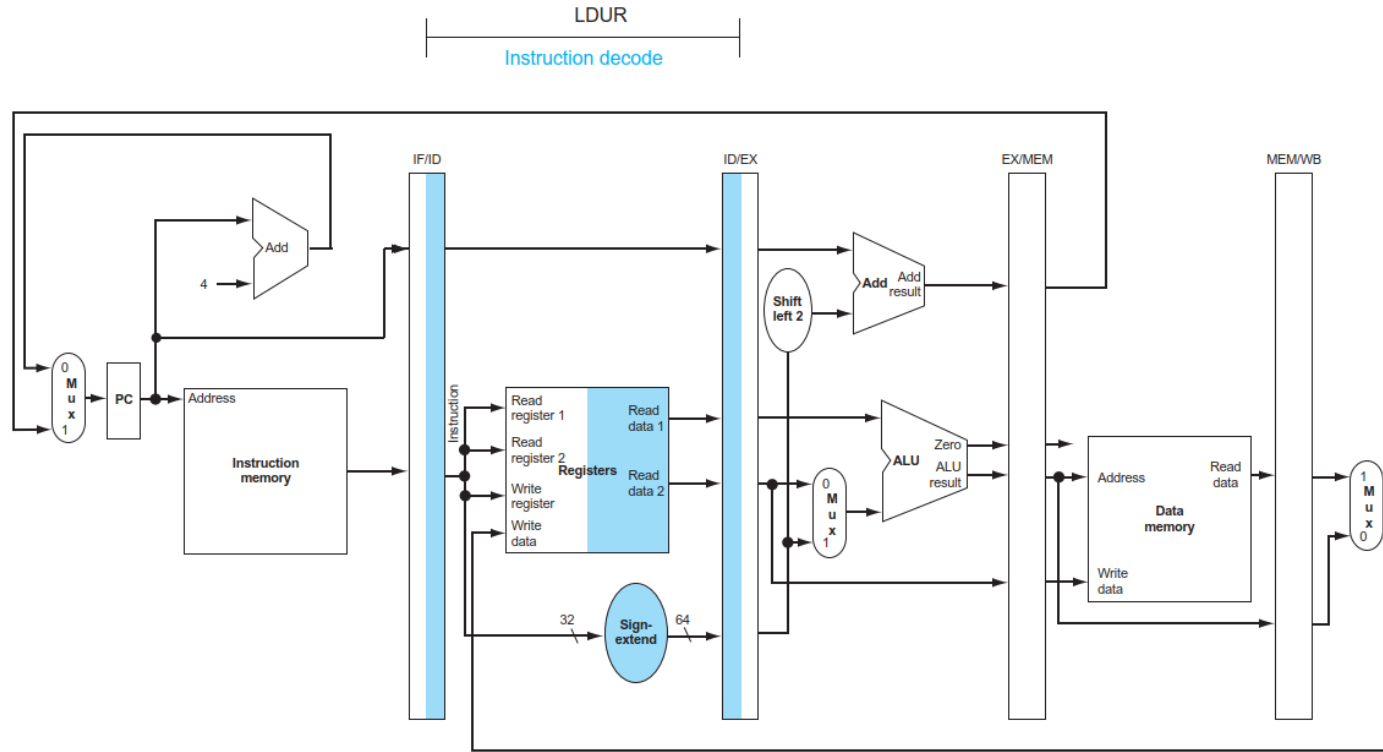 LDUR
Instruction decode
IF/ID
ID/EX
EX/MEM
MEM/WB
Add
4
Shift
left 2
Add
Add
result
0
M
u
x
1
PC
Address
Instruction
memory
Instruction
Read
register 1
Read
register 2
Write
register
Write
data
Registers
Read
data 1
Read
data 2
32
Sign-
extend
64
0
M
u
x
1
ALU
Zero
ALU
result
Address
Write
data
Data
memory
Read
data
1
M
u
x
0